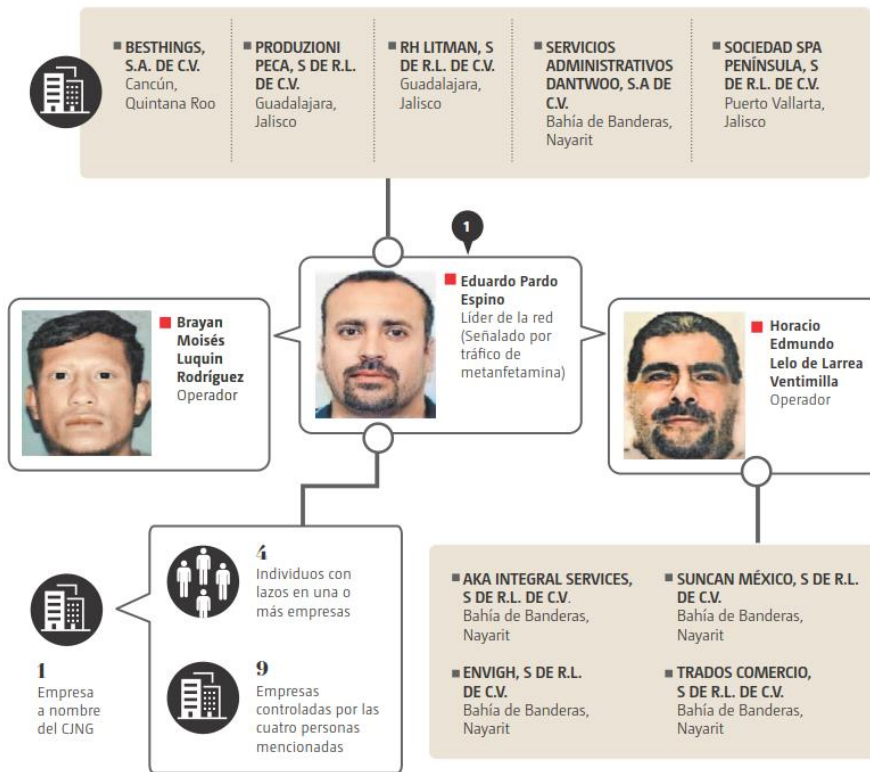 BESTHINGS,
S.A. DE C.V.
Cancún,
Quintana Roo
PRODUZIONI
PECA, S DE R.L.
DE C.V.
Guadalajara,
Jalisco
RH LITMAN, S
DE R.L. DE C.V.
Guadalajara,
Jalisco
SERVICIOS
ADMINISTRATIVOS
DANTWOO, S.A DE
C.V.
Bahía de Banderas,
Nayarit
SOCIEDAD SPA
PENÍNSULA, S
DE R.L. DE C.V.
Puerto Vallarta,
Jalisco
1
Brayan
Moisés
Luquin
Rodríguez
Operador
Eduardo Pardo
Espino
Líder de la red
(Señalado por
tráfico de
metanfetamina)
Horacio
Edmundo
Lelo de Larrea
Ventimilla
Operador
1
Empresa
a nombre
del CJNG
4
Individuos con
lazos en una o
más empresas
9
Empresas
controladas por las
cuatro personas
mencionadas
AKA INTEGRAL SERVICES,
S DE R.L. DE C.V.
Bahía de Banderas,
Nayarit
SUNCAN MÉXICO, S DE R.L.
DE C.V.
Bahía de Banderas,
Nayarit
ENVIGH, S DE R.L.
DE C.V.
Bahía de Banderas,
Nayarit
TRADOS COMERCIO,
S DE R.L. DE C.V.
Bahía de Banderas,
Nayarit